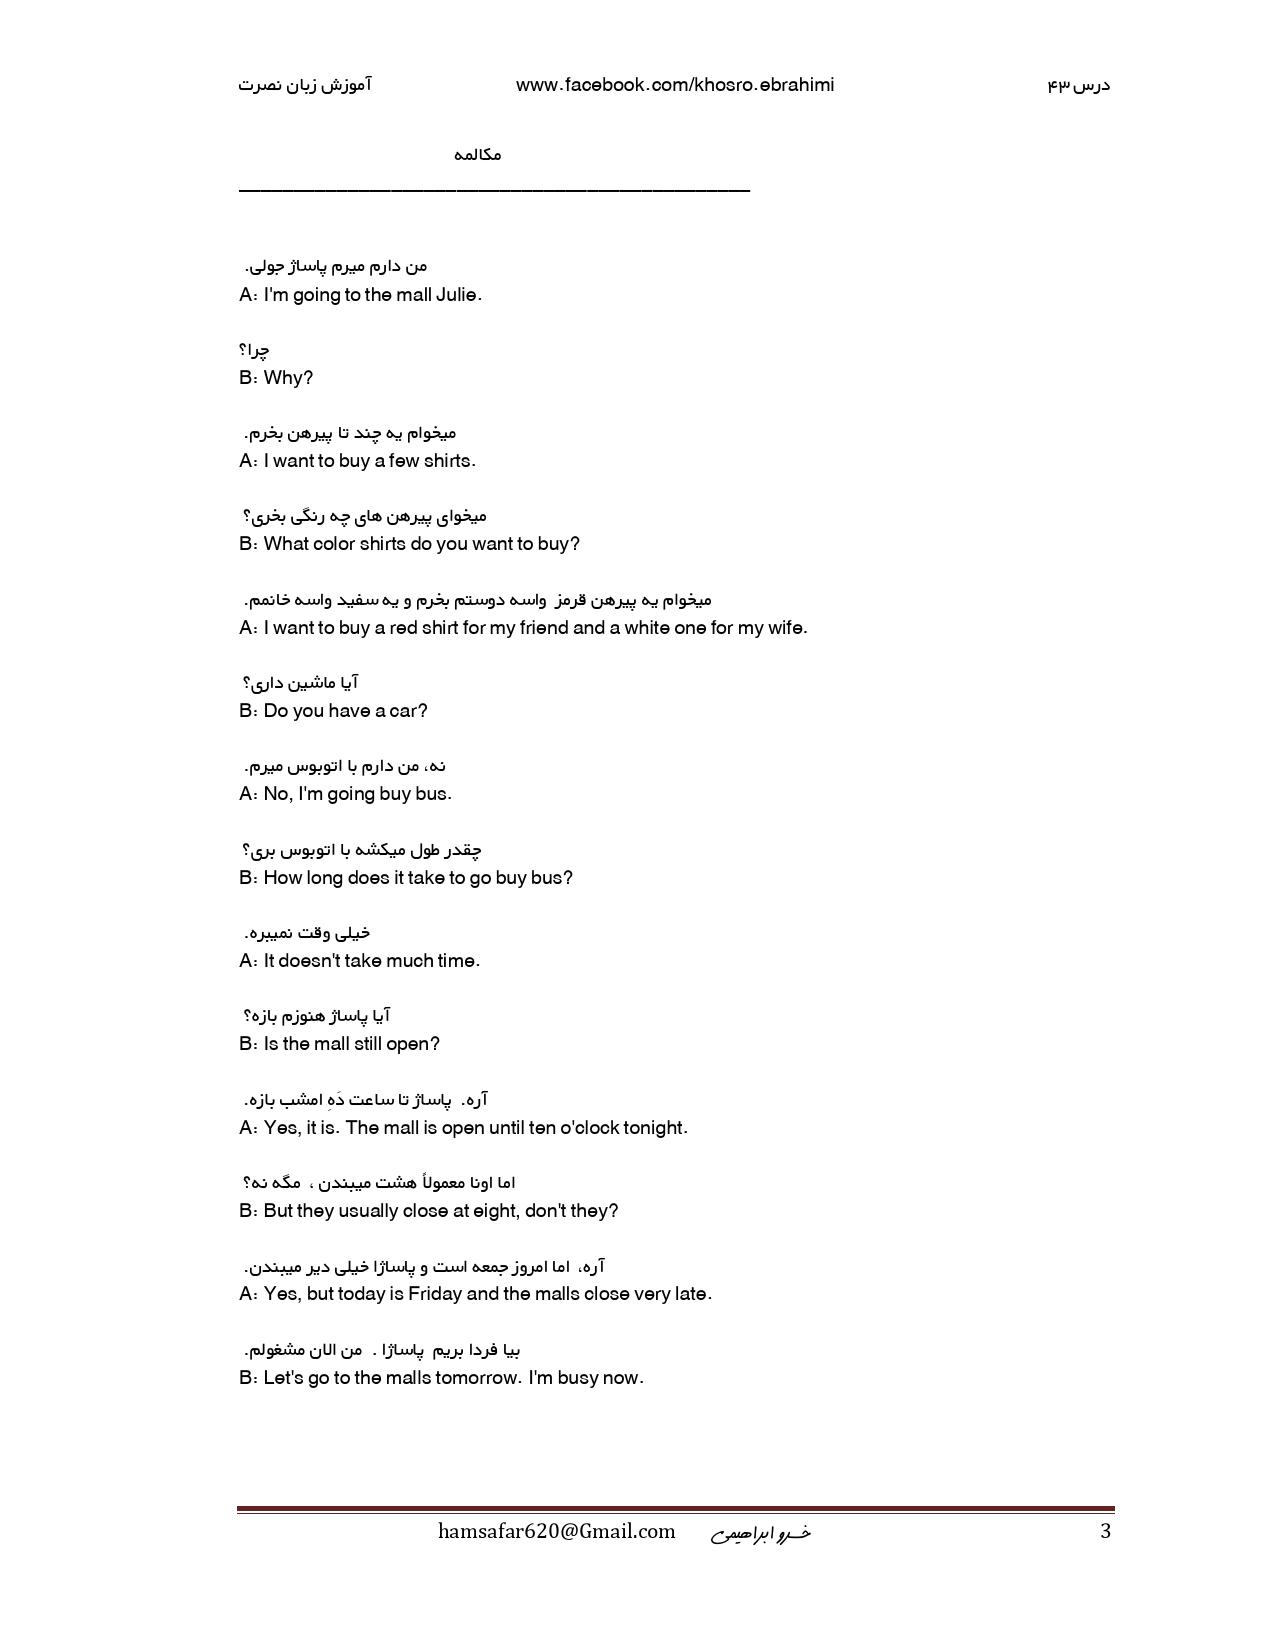 آموزش زبان نصرت www.facebook.com/khosro.ebrahimi درس ۴۳
مکالمه
من دارم میرم پاساژ جولی.
A: I'm going to the mall Julie.
چرا؟
B: Why?
میخوام یه چند تا پیرهن بخرم.
A: I want to buy a few shirts.
میخوای پیرهن های چه رنگی بخری؟
B: What color shirts do you want to buy?
میخوام یه پیرهن قرمز واسه دوستم بخرم و یه سفید واسه خانمم.
A: I want to buy a red shirt for my friend and a white one for my wife.
آیا ماشین داری؟
B: Do you have a car?
نه، من دارم با اتوبوس میرم.
A: No, I'm going buy bus.
چقدر طول میکشه با اتوبوس بری؟
B: How long does it take to go buy bus?
خیلی وقت نمیبره.
A: It doesn't take much time.
آیا پاساژ هنوزم بازه؟
B: Is the mall still open?
آره. پاساژ تا ساعت دَهِ امشب بازه.
A: Yes, it is. The mall is open until ten o'clock tonight.
اما اونا معمولاً هشت میبندن ، مگه نه؟
B: But they usually close at eight, don't they?
آره، اما امروز جمعه است و پاساژا خیلی دیر میبندن.
A: Yes, but today is Friday and the malls close very late.
بیا فردا بریم پاساژا . من الان مشغولم.
B: Let's go to the malls tomorrow. I'm busy now.
hamsafar620@Gmail.com خسرو ابراهیمی 3